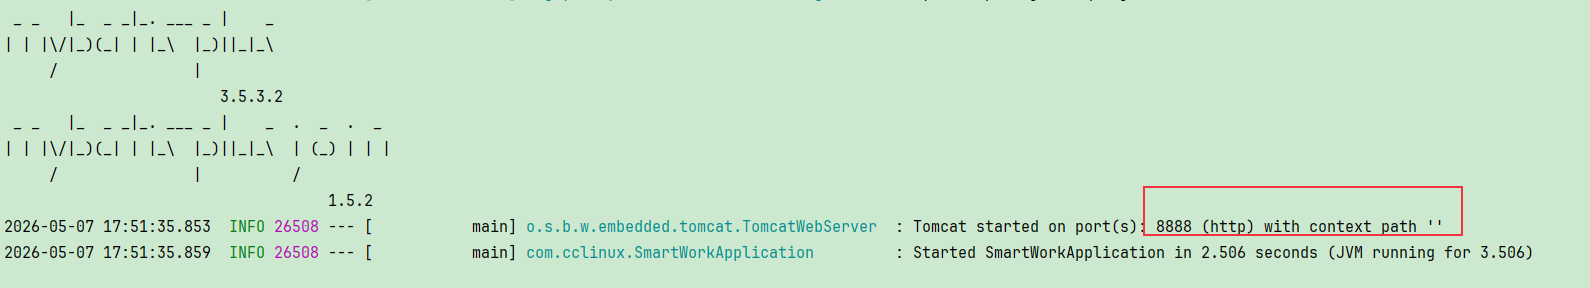 _ _   |_  _ _|_. ___ _ |    _
| | |\/|_)(_| | |_\  |_)||_|_\
     /               |
                        3.5.3.2
 _ _   |_  _ _|_. ___ _ |    _  .  _  .  _
| | |\/|_)(_| | |_\  |_)||_|_\  | (_) | | |
     /               |          /
                                    1.5.2
2026-05-07 17:51:35.853  INFO 26508 --- [           main] o.s.b.w.embedded.tomcat.TomcatWebServer  : Tomcat started on port(s): 8888 (http) with context path ''
2026-05-07 17:51:35.859  INFO 26508 --- [           main] com.cclinux.SmartWorkApplication         : Started SmartWorkApplication in 2.506 seconds (JVM running for 3.506)